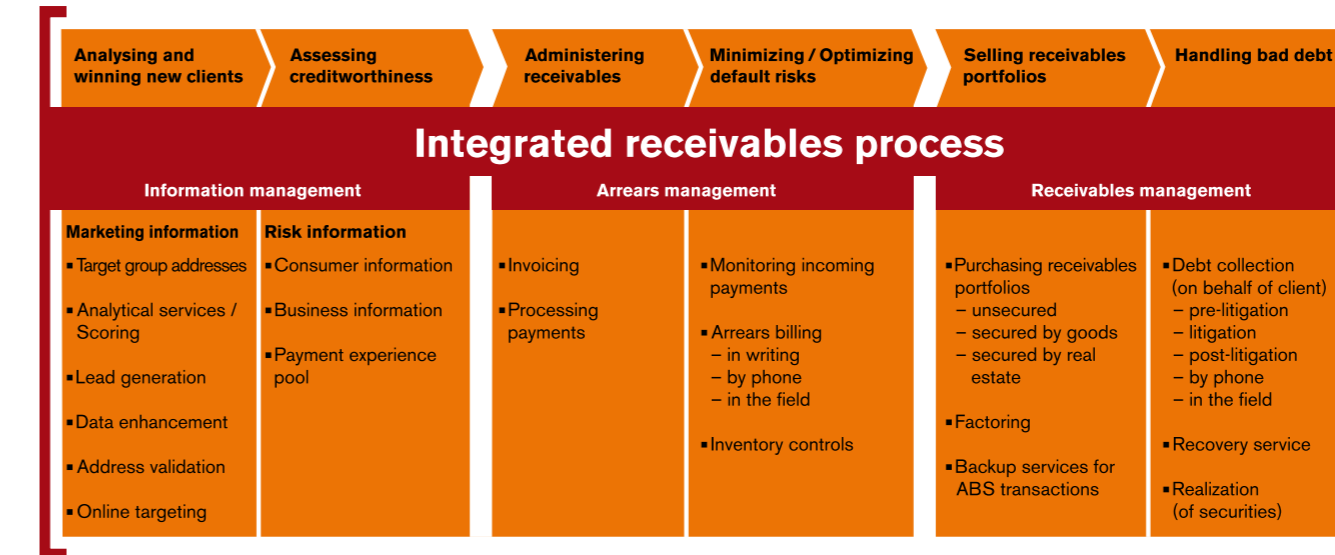 Analysing and
winning new clients
Assessing
creditworthiness
Administering
receivables
Minimizing / Optimizing
default risks
Selling receivables
portfolios
Handling bad debt
Integrated receivables process
Information management
Arrears management
Receivables management
Marketing information
▪ Target group addresses
▪ Analytical services /
Scoring
▪ Lead generation
▪ Data enhancement
▪ Address validation
▪ Online targeting
Risk information
▪ Consumer information
▪ Business information
▪ Payment experience
pool
▪ Invoicing
▪ Processing
payments
▪ Monitoring incoming
payments
▪ Arrears billing
– in writing
– by phone
– in the field
▪ Inventory controls
▪ Purchasing receivables
portfolios
– unsecured
– secured by goods
– secured by real
estate
▪ Factoring
▪ Backup services for
ABS transactions
▪ Debt collection
(on behalf of client)
– pre-litigation
– litigation
– post-litigation
– by phone
– in the field
▪ Recovery service
▪ Realization
(of securities)